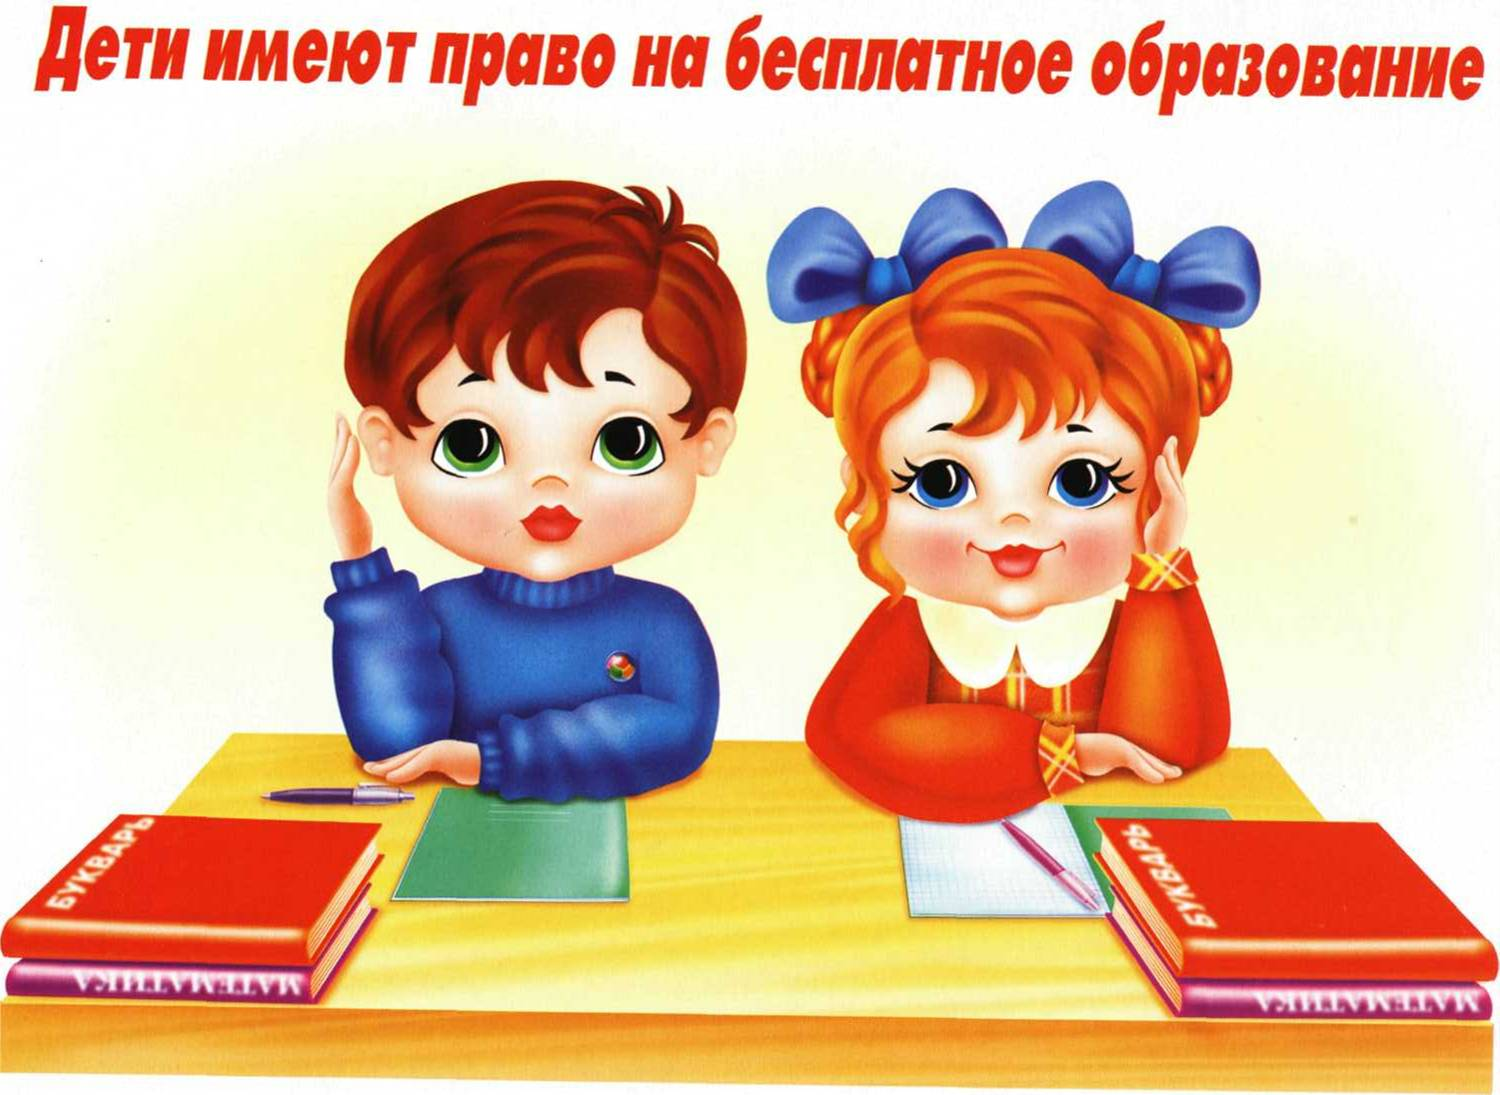 Дети имеют право на бесплатное образование
БУКВАРЬ
МАТЕМАТИКА
БУКВАРЬ
МАТЕМАТИКА